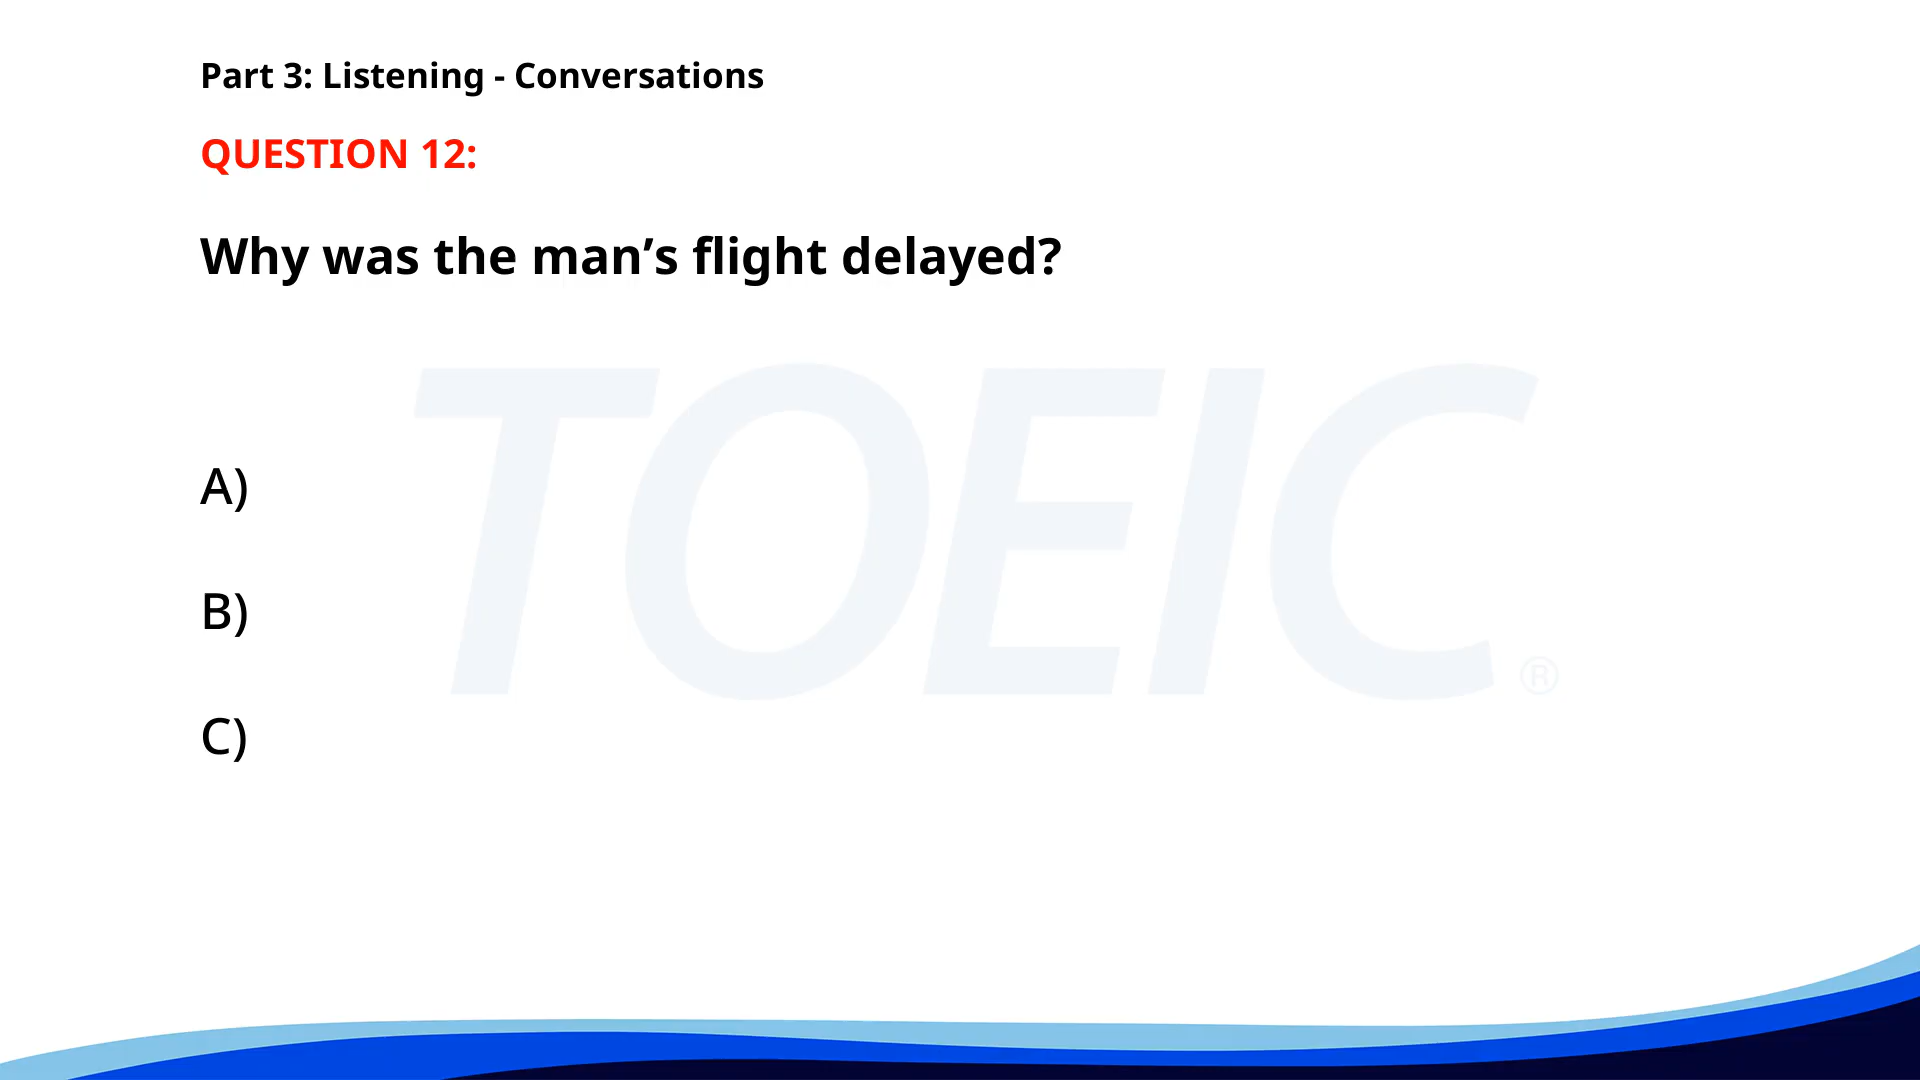 Part 3: Listening - Conversations
QUESTION 12:
Why was the man’s flight delayed?
TOEIC®
A)
B)
C)